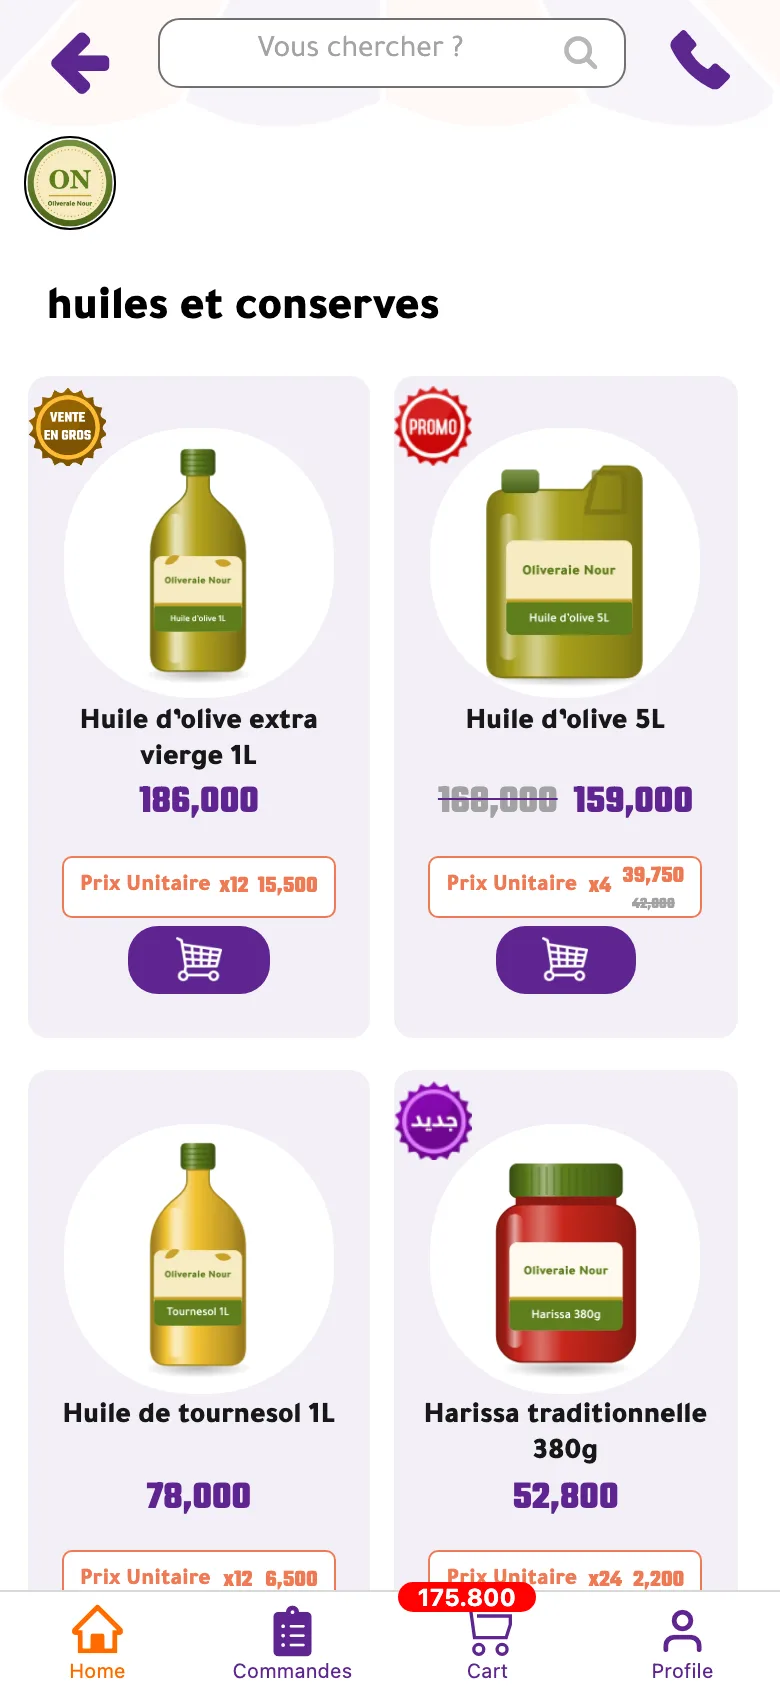 Vous chercher ?
ON
Oliveraie Nour
huiles et conserves
VENTE
EN GROS
Oliveraie Nour
Huile d'olive 1L
Huile d'olive extra
vierge 1L
186,000
Prix Unitaire x12 15,500
PROMO
Oliveraie Nour
Huile d'olive 5L
Huile d'olive 5L
168,000 159,000
Prix Unitaire x4 39,750
42,000
Oliveraie Nour
Tournesol 1L
Huile de tournesol 1L
78,000
Prix Unitaire x12 6,500
جديد
Oliveraie Nour
Harissa 380g
Harissa traditionnelle
380g
52,800
Prix Unitaire x24 2,200
175.800
Home
Commandes
Cart
Profile